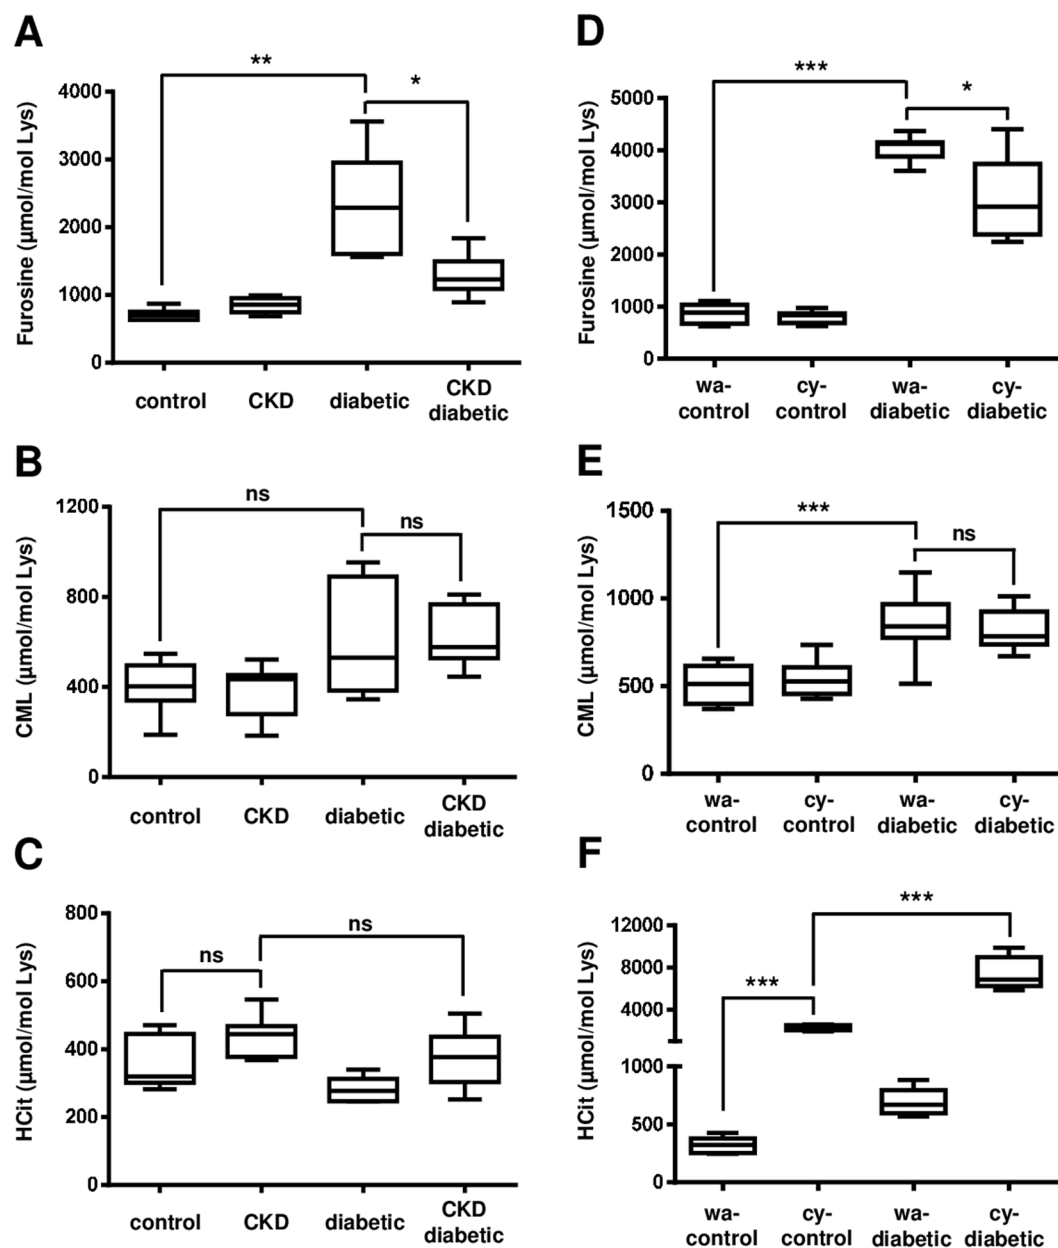 A
**
*
4000
3000
2000
1000
0
Furosine (µmol/mol Lys)
control
CKD
diabetic
CKD
diabetic
B
ns
ns
1200
800
400
0
CML (µmol/mol Lys)
control
CKD
diabetic
CKD
diabetic
C
ns
ns
800
600
400
200
0
HCit (µmol/mol Lys)
control
CKD
diabetic
CKD
diabetic
D
***
*
5000
4000
3000
2000
1000
0
Furosine (µmol/mol Lys)
wa-
control
cy-
control
wa-
diabetic
cy-
diabetic
E
***
ns
1500
1000
500
0
CML (µmol/mol Lys)
wa-
control
cy-
control
wa-
diabetic
cy-
diabetic
F
***
***
12000
8000
4000
1000
500
0
HCit (µmol/mol Lys)
wa-
control
cy-
control
wa-
diabetic
cy-
diabetic